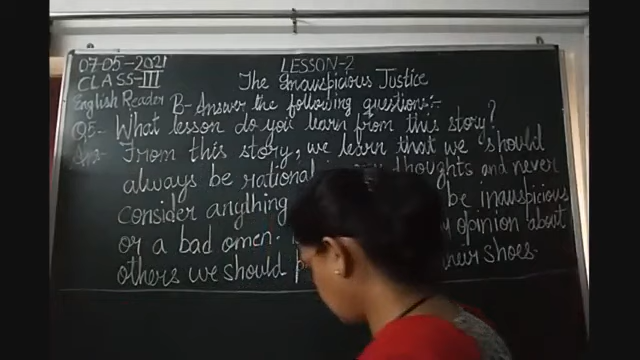 07-05-2021
CLASS-III
English Reader
LESSON-2
The Inauspicious Justice
B- Answer the following questions:-
Q5- What lesson do you learn from this story?
Ans- From this story, we learn that we should
always be rational thoughts and never
consider anything be inauspicious
or a bad omen. opinion about
others we should their shoes.